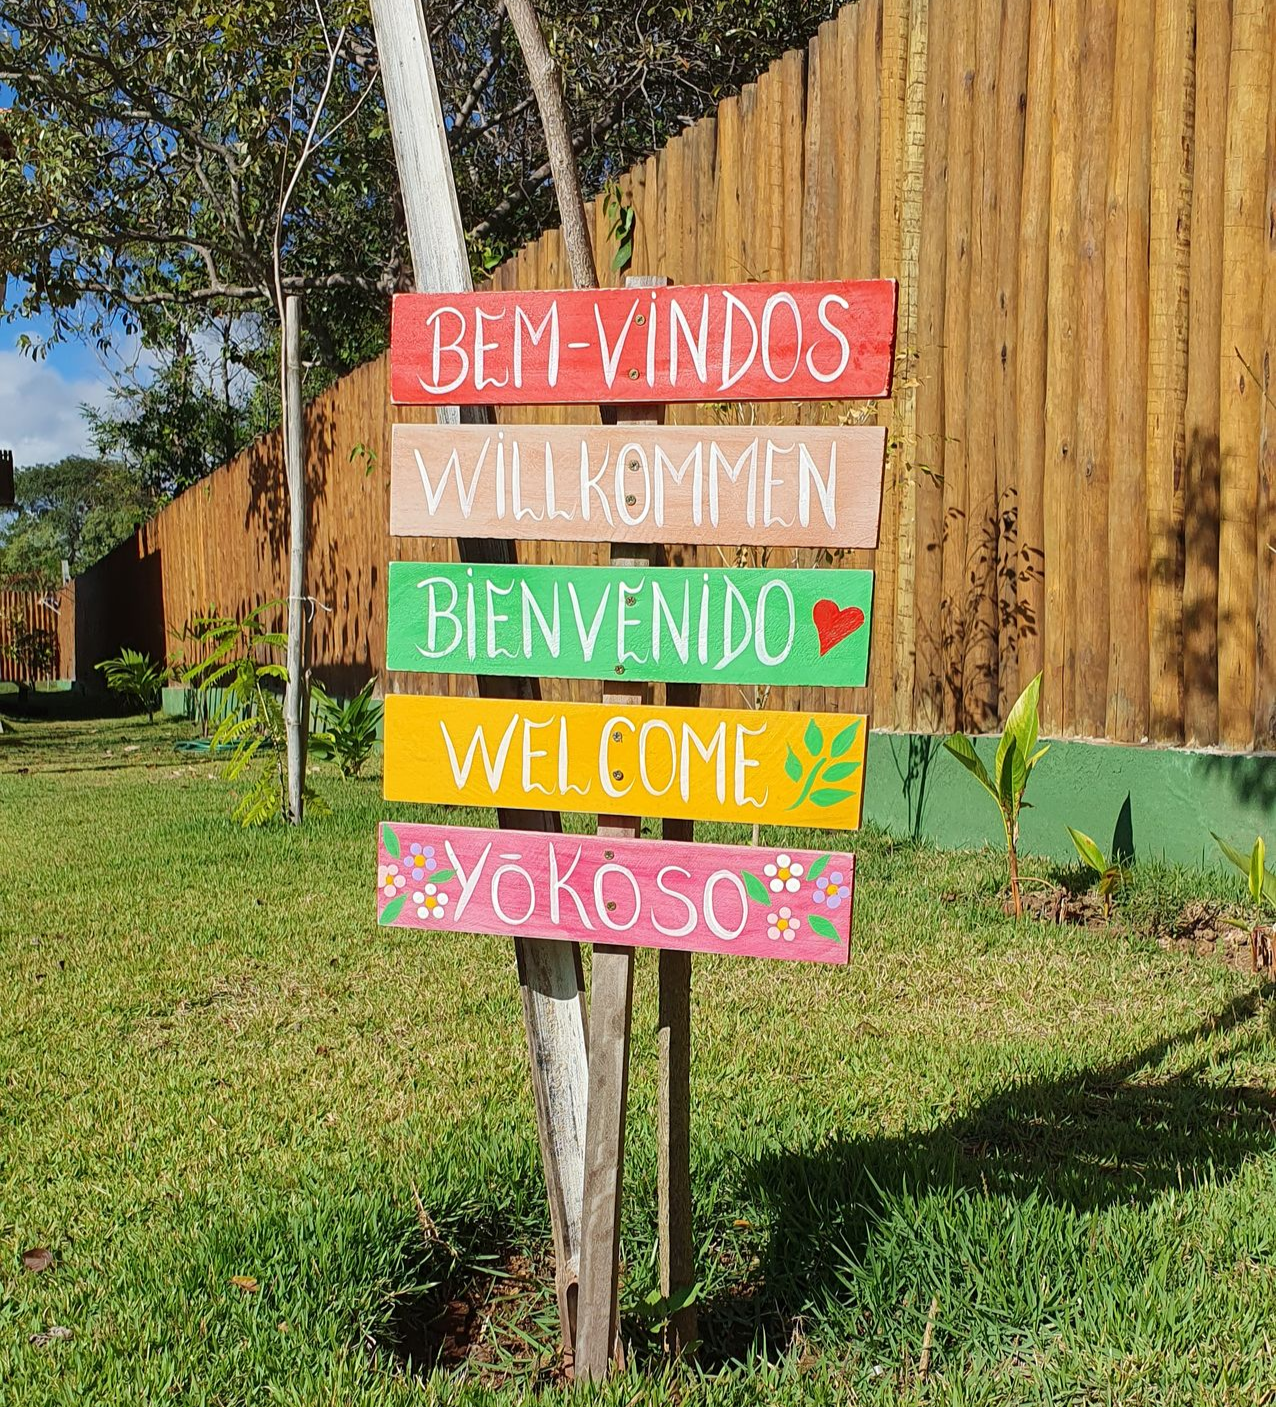 BEM-VINDOS
WILLKOMMEN
BIENVENIDO
WELCOME
YŌKOSO